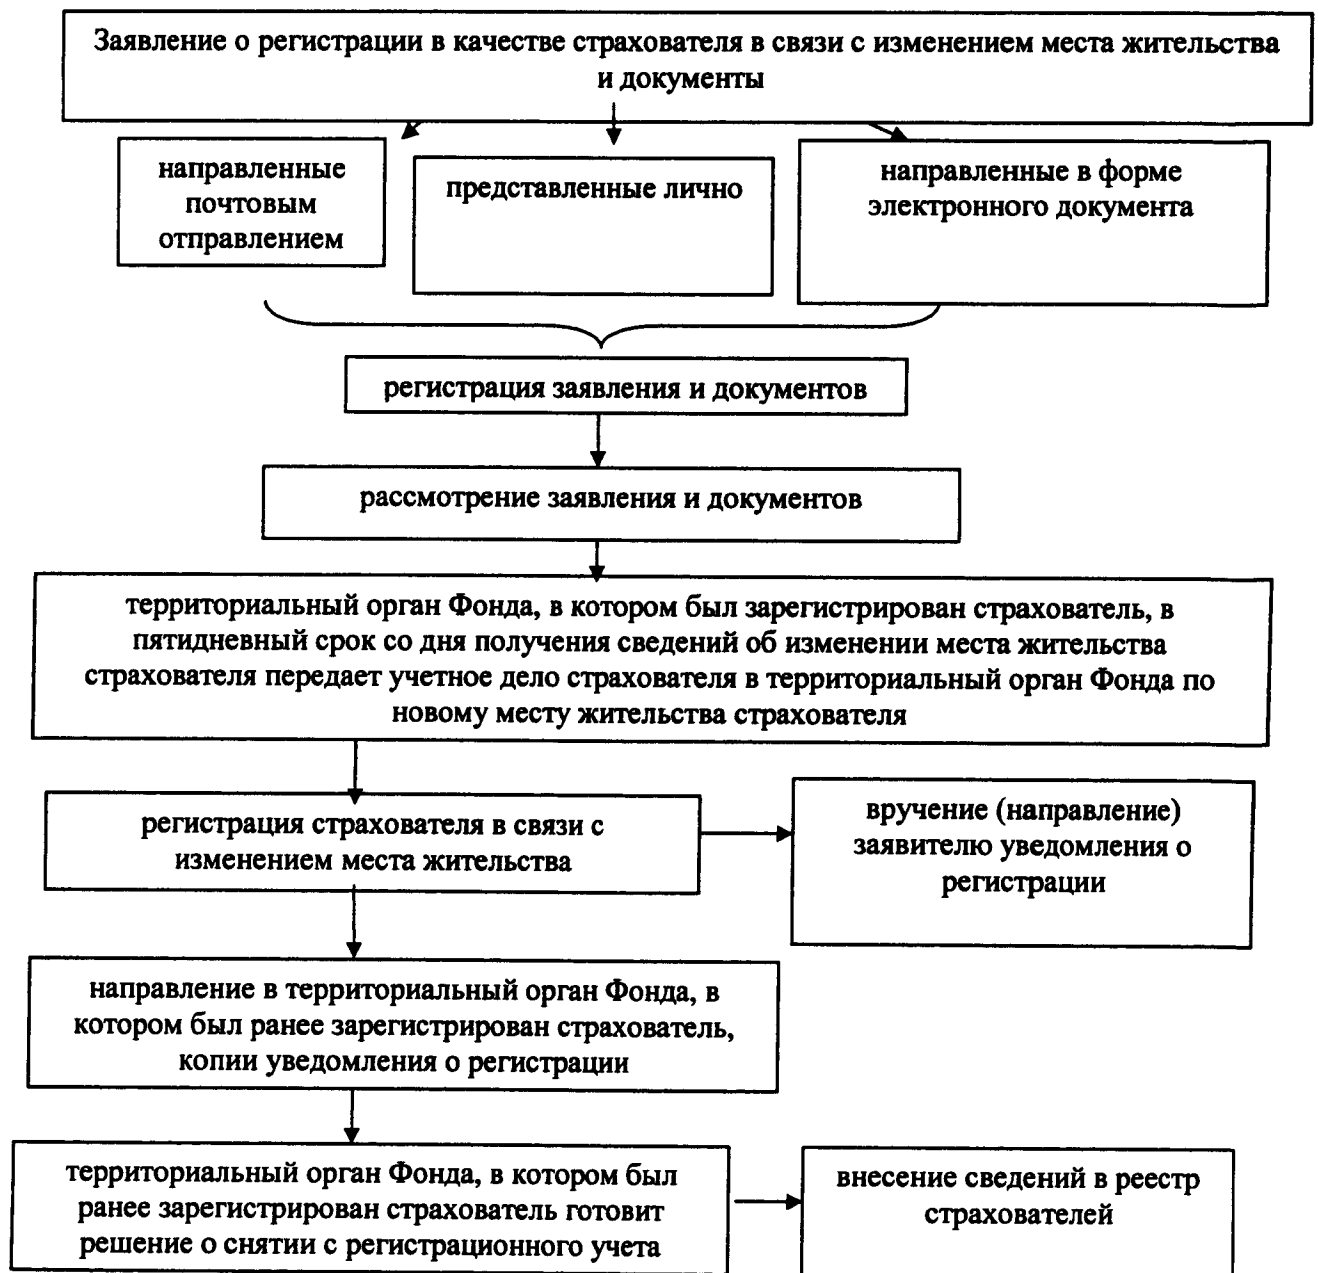 Заявление о регистрации в качестве страхователя в связи с изменением места жительства
и документы
направленные
почтовым
отправлением
представленные лично
направленные в форме
электронного документа
регистрация заявления и документов
рассмотрение заявления и документов
территориальный орган Фонда, в котором был зарегистрирован страхователь, в
пятидневный срок со дня получения сведений об изменении места жительства
страхователя передает учетное дело страхователя в территориальный орган Фонда по
новому месту жительства страхователя
регистрация страхователя в связи с
изменением места жительства
вручение (направление)
заявителю уведомления о
регистрации
направление в территориальный орган Фонда, в
котором был ранее зарегистрирован страхователь,
копии уведомления о регистрации
территориальный орган Фонда, в котором был
ранее зарегистрирован страхователь готовит
решение о снятии с регистрационного учета
внесение сведений в реестр
страхователей